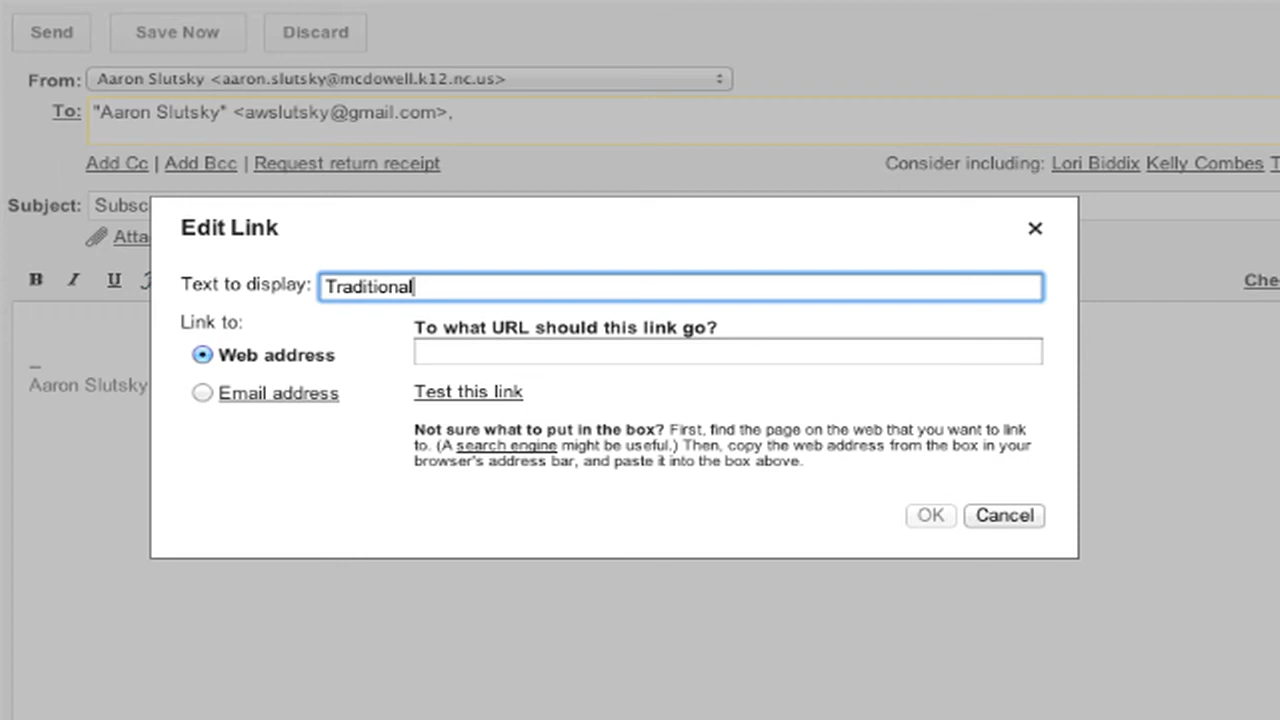 Send Save Now Discard
From: Aaron Slutsky <aaron.slutsky@mcdowell.k12.nc.us>
To: "Aaron Slutsky" <awslutsky@gmail.com>,
Add Cc | Add Bcc | Request return receipt Consider including: Lori Biddix Kelly Combes T
Subject: Subsc
Edit Link ×
Atta
B I U Che
Text to display: Traditional
Link to:
To what URL should this link go?
Web address
Email address Test this link
Aaron Slutsky
Not sure what to put in the box? First, find the page on the web that you want to link
to. (A search engine might be useful.) Then, copy the web address from the box in your
browser's address bar, and paste it into the box above.
OK Cancel